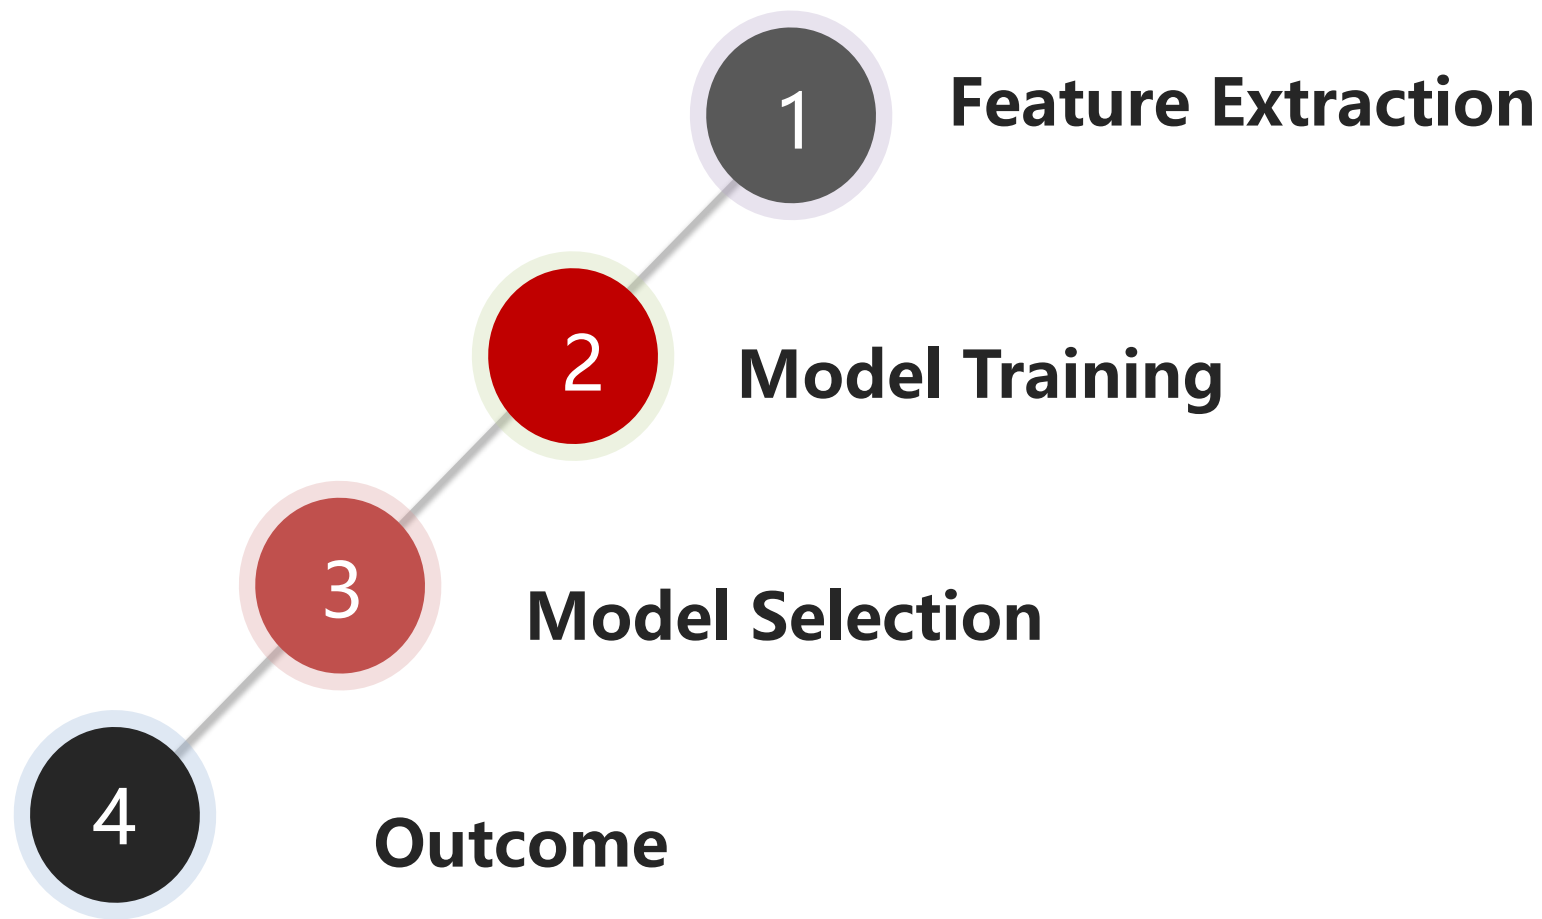 1 Feature Extraction
2 Model Training
3 Model Selection
4 Outcome